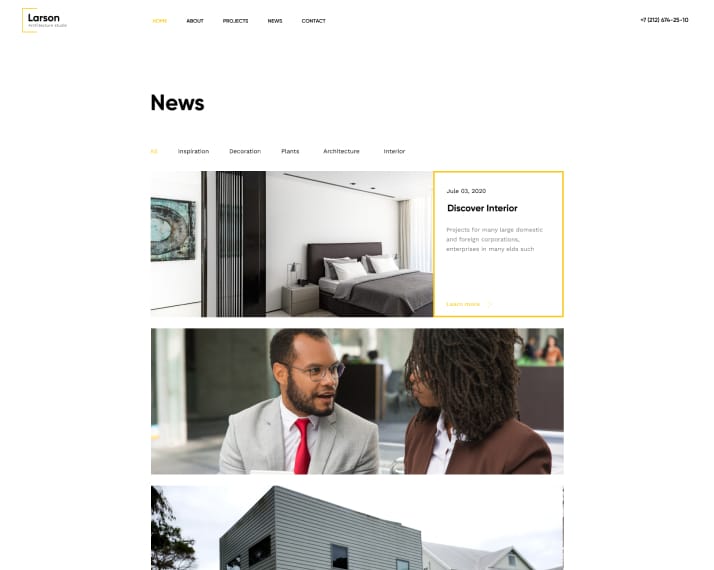 Larson
Architecture studio
HOME
ABOUT
PROJECTS
NEWS
CONTACT
+7 (212) 674-25-10
News
All
Inspiration
Decoration
Plants
Architecture
Interior
Jule 03, 2020
Discover Interior
Projects for many large domestic
and foreign corporations,
enterprises in many elds such
Learn more